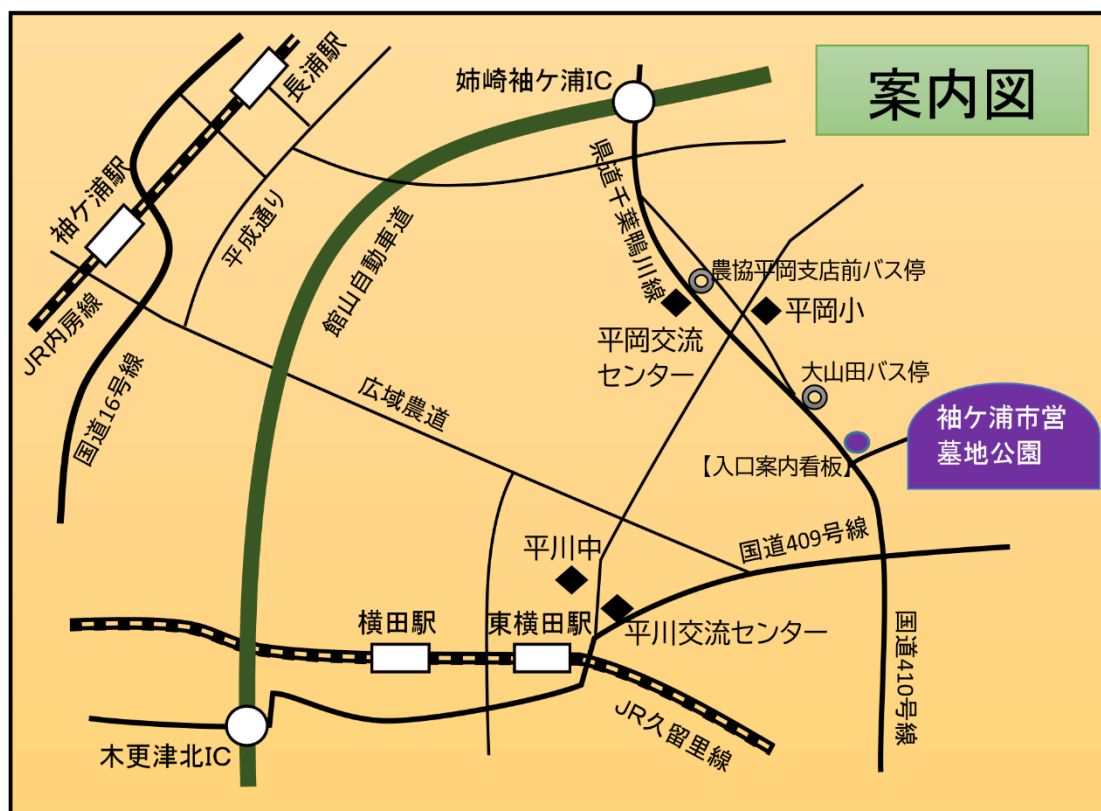 案内図
長浦駅
姉崎袖ケ浦IC
袖ケ浦駅
平成通り
県道千葉鴨川線
館山自動車道
農協平岡支店前バス停
平岡小
平岡交流
センター
JR内房線
国道16号線
大山田バス停
広域農道
袖ケ浦市営
墓地公園
【入口案内看板】
国道409号線
平川中
横田駅
東横田駅
平川交流センター
国道410号線
JR久留里線
木更津北IC